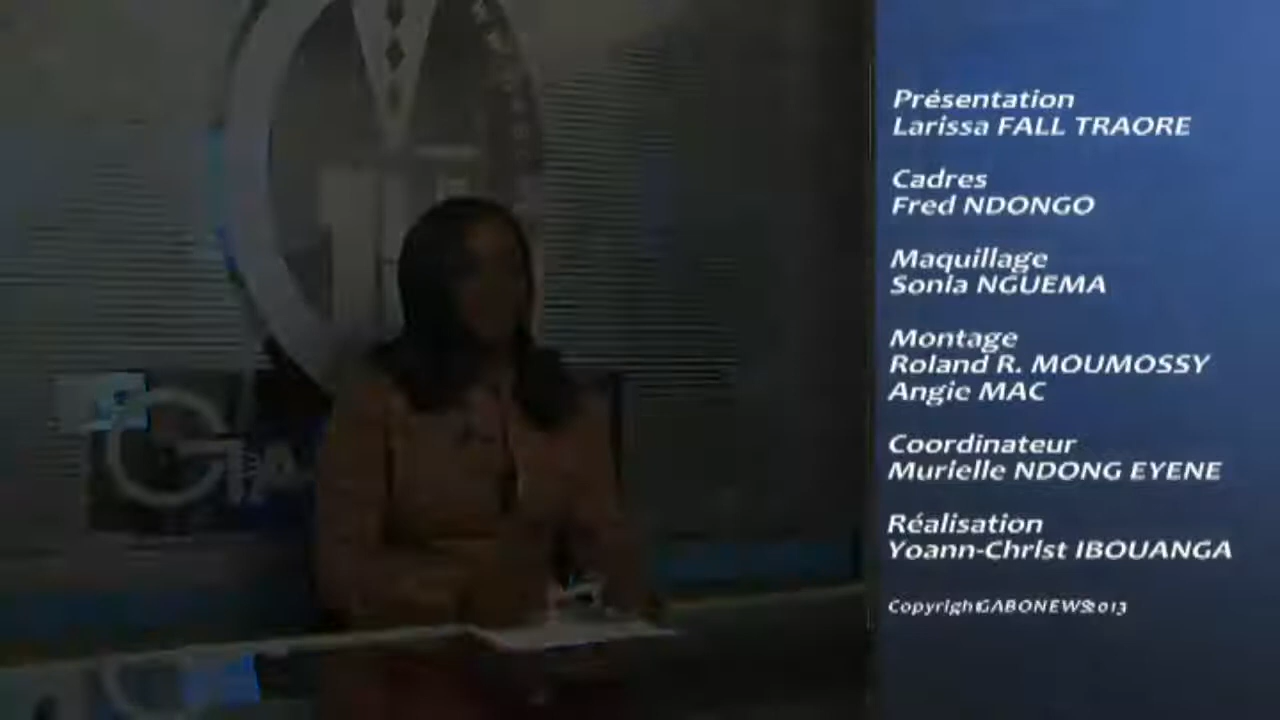 Présentation
Larissa FALL TRAORE
Cadres
Fred NDONGO
Maquillage
Sonia NGUEMA
Montage
Roland R. MOUMOSSY
Angie MAC
Coordinateur
Murielle NDONG EYENE
Réalisation
Yoann-Christ IBOUANGA
Copyright GABONEWS 2013